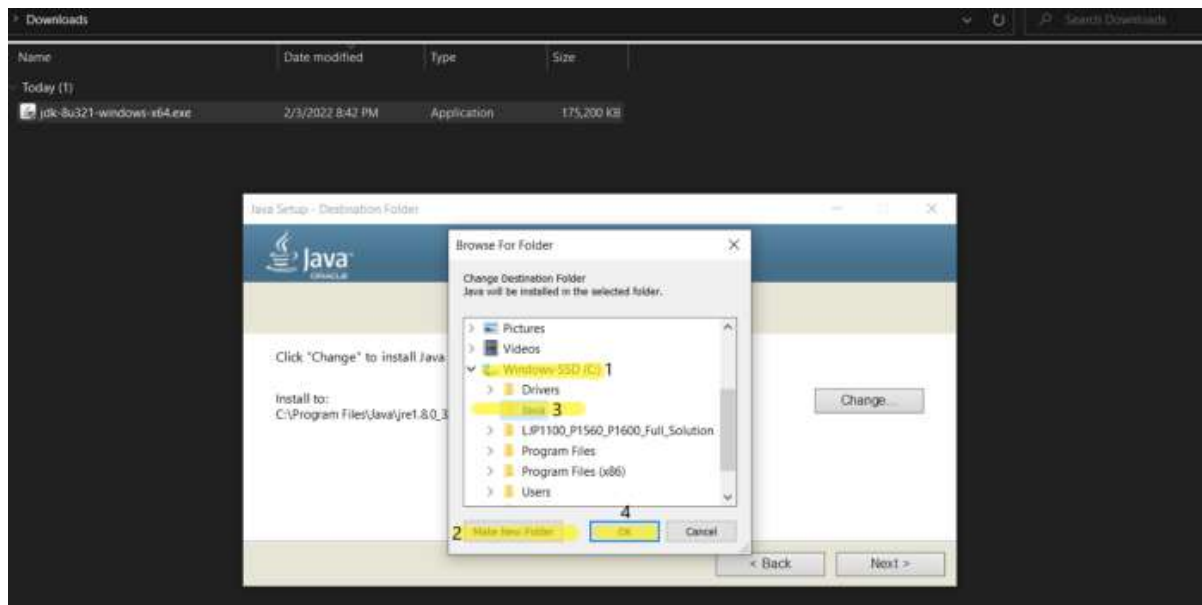 Downloads
Search Downloads
Name Date modified Type Size
Today (1)
jdk-8u321-windows-x64.exe 2/3/2022 8:42 PM Application 175,200 KB
Java Setup - Destination Folder
Java
ORACLE
Browse For Folder
Change Destination Folder
Java will be installed in the selected folder.
Pictures
Videos
Windows-SSD (C:) 1
Drivers
Java 3
LJP1100_P1560_P1600_Full_Solution
Program Files
Program Files (x86)
Users
4
2 Make New Folder OK Cancel
Click "Change" to install Java
Install to:
C:\Program Files\Java\jre1.8.0_3
Change...
< Back Next >